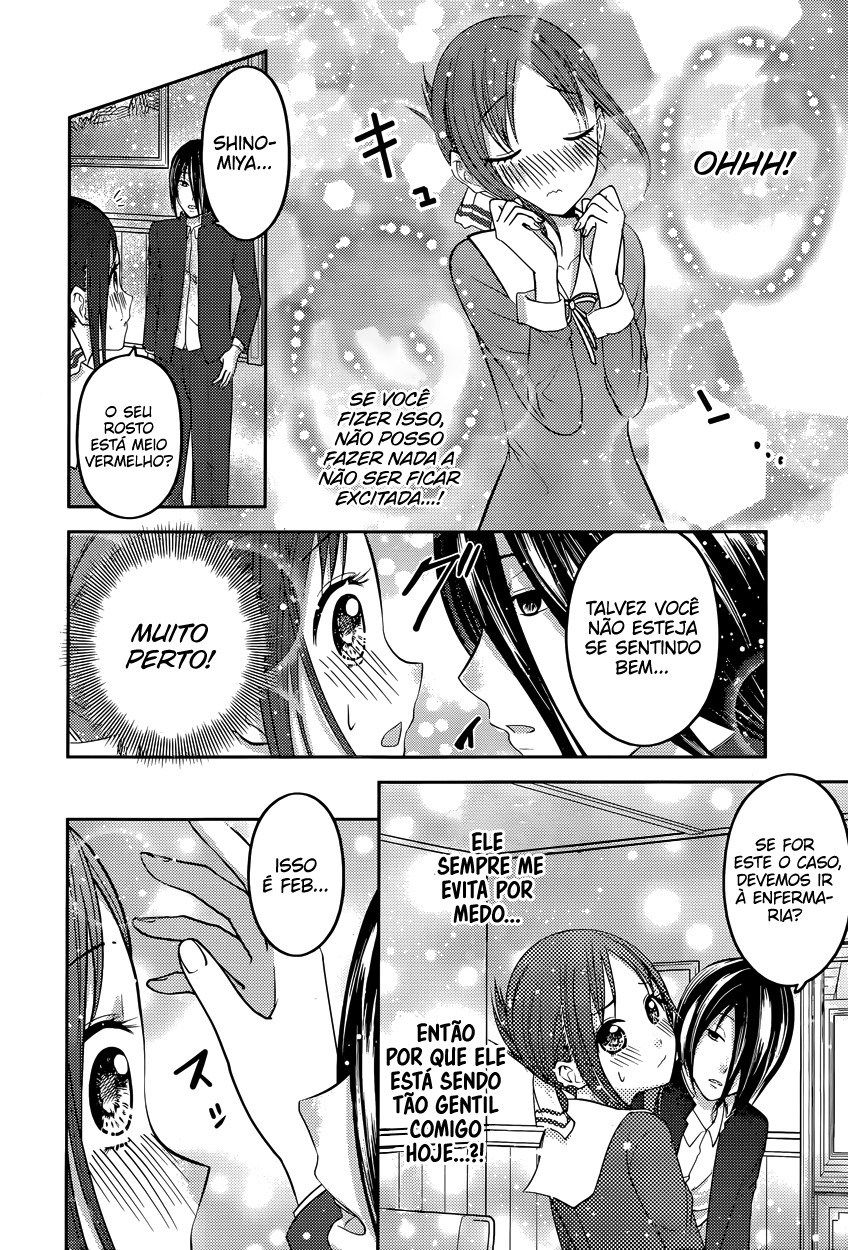 OHHH!
キュ...
SE VOCÊ
FIZER ISSO,
NÃO POSSO
FAZER NADA A
NÃO SER FICAR
EXCITADA...!
SHINO-
MIYA...
O SEU
ROSTO
ESTÁ MEIO
VERMELHO?
TALVEZ VOCÊ
NÃO ESTEJA
SE SENTINDO
BEM...
MUITO
PERTO!
SE FOR
ESTE O CASO,
DEVEMOS IR
À ENFERMA-
RIA?
ELE
SEMPRE ME
EVITA POR
MEDO...
ENTÃO
POR QUE ELE
ESTÁ SENDO
TÃO GENTIL
COMIGO
HOJE...?!
ISSO
É FEB...
スッ